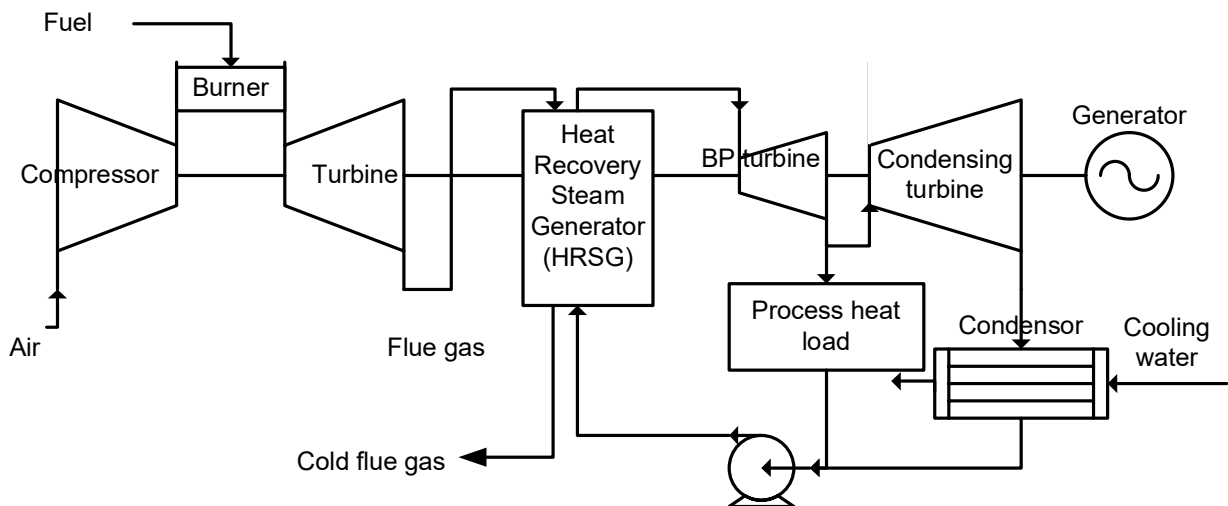 Fuel
Burner
Compressor
Turbine
Heat
Recovery
Steam
Generator
(HRSG)
BP turbine
Condensing
turbine
Generator
Air
Flue gas
Process heat
load
Condensor
Cooling
water
Cold flue gas